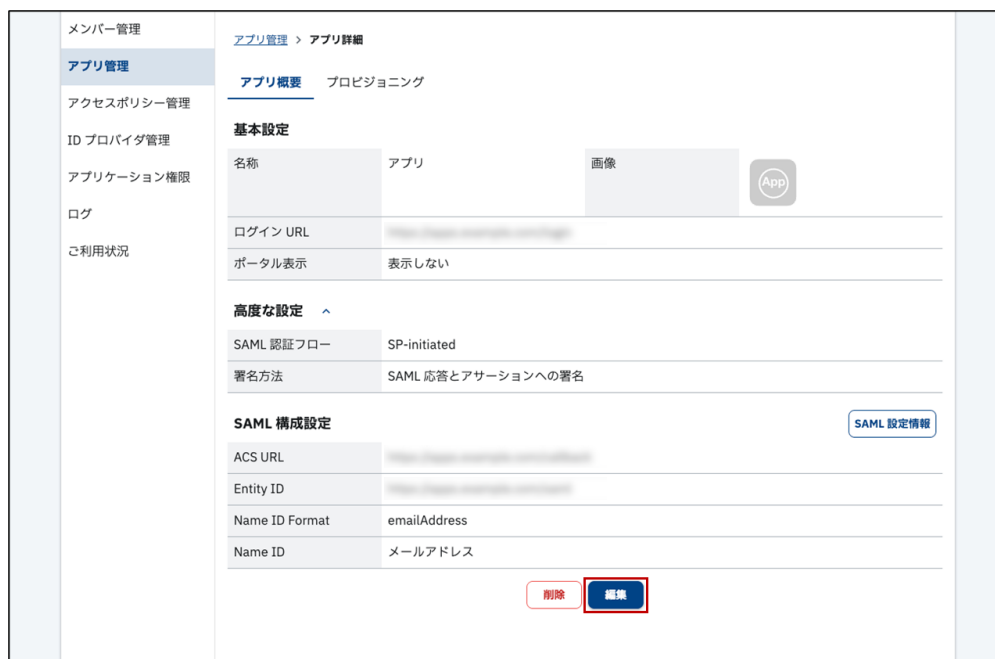 メンバー管理
アプリ管理
アクセスポリシー管理
ID プロバイダ管理
アプリケーション権限
ログ
ご利用状況
アプリ管理 > アプリ詳細
アプリ概要 プロビジョニング
基本設定
名称 アプリ 画像 App
ログイン URL
ポータル表示 表示しない
高度な設定
SAML 認証フロー SP-initiated
署名方法 SAML 応答とアサーションへの署名
SAML 構成設定 SAML 設定情報
ACS URL
Entity ID
Name ID Format emailAddress
Name ID メールアドレス
削除 編集